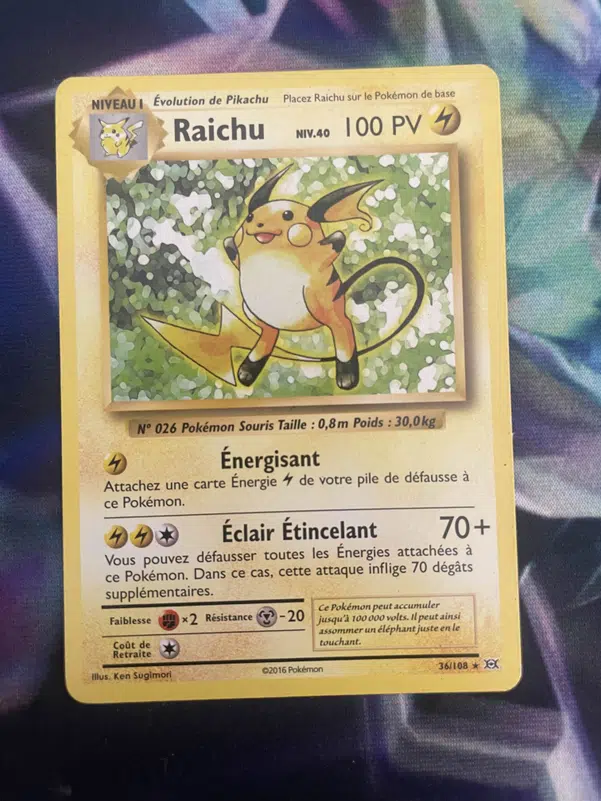 NIVEAU 1 Évolution de Pikachu Placez Raichu sur le Pokémon de base
Raichu NIV.40 100 PV
N° 026 Pokémon Souris Taille : 0,8m Poids : 30,0kg
Énergisant
Attachez une carte Énergie de votre pile de défausse à
ce Pokémon.
Éclair Étincelant 70+
Vous pouvez défausser toutes les Énergies attachées à
ce Pokémon. Dans ce cas, cette attaque inflige 70 dégâts
supplémentaires.
Faiblesse ×2 Résistance -20
Coût de
Retraite
Ce Pokémon peut accumuler
jusqu'à 100 000 volts. Il peut ainsi
assommer un éléphant juste en le
touchant.
Illus. Ken Sugimori ©2016 Pokémon 36/108 ★